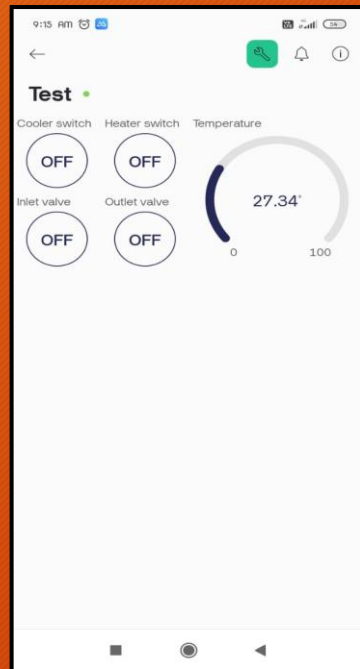 9:15 AM
Test
Cooler switch Heater switch Temperature
OFF OFF
27.34°
Inlet valve Outlet valve
OFF OFF
0 100